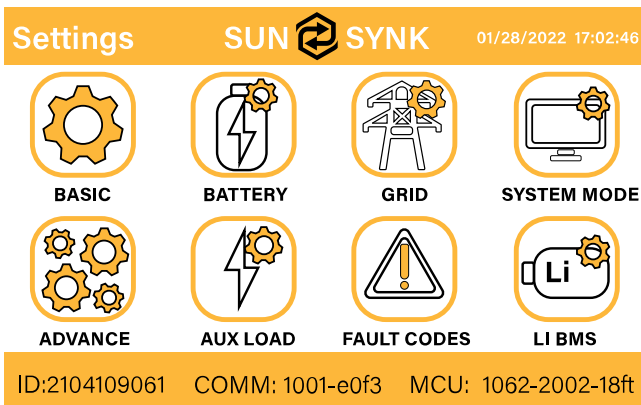 Settings SUN SYNK 01/28/2022 17:02:46
BASIC BATTERY GRID SYSTEM MODE
Li
ADVANCE AUX LOAD FAULT CODES LI BMS
ID:2104109061 COMM: 1001-e0f3 MCU: 1062-2002-18ft